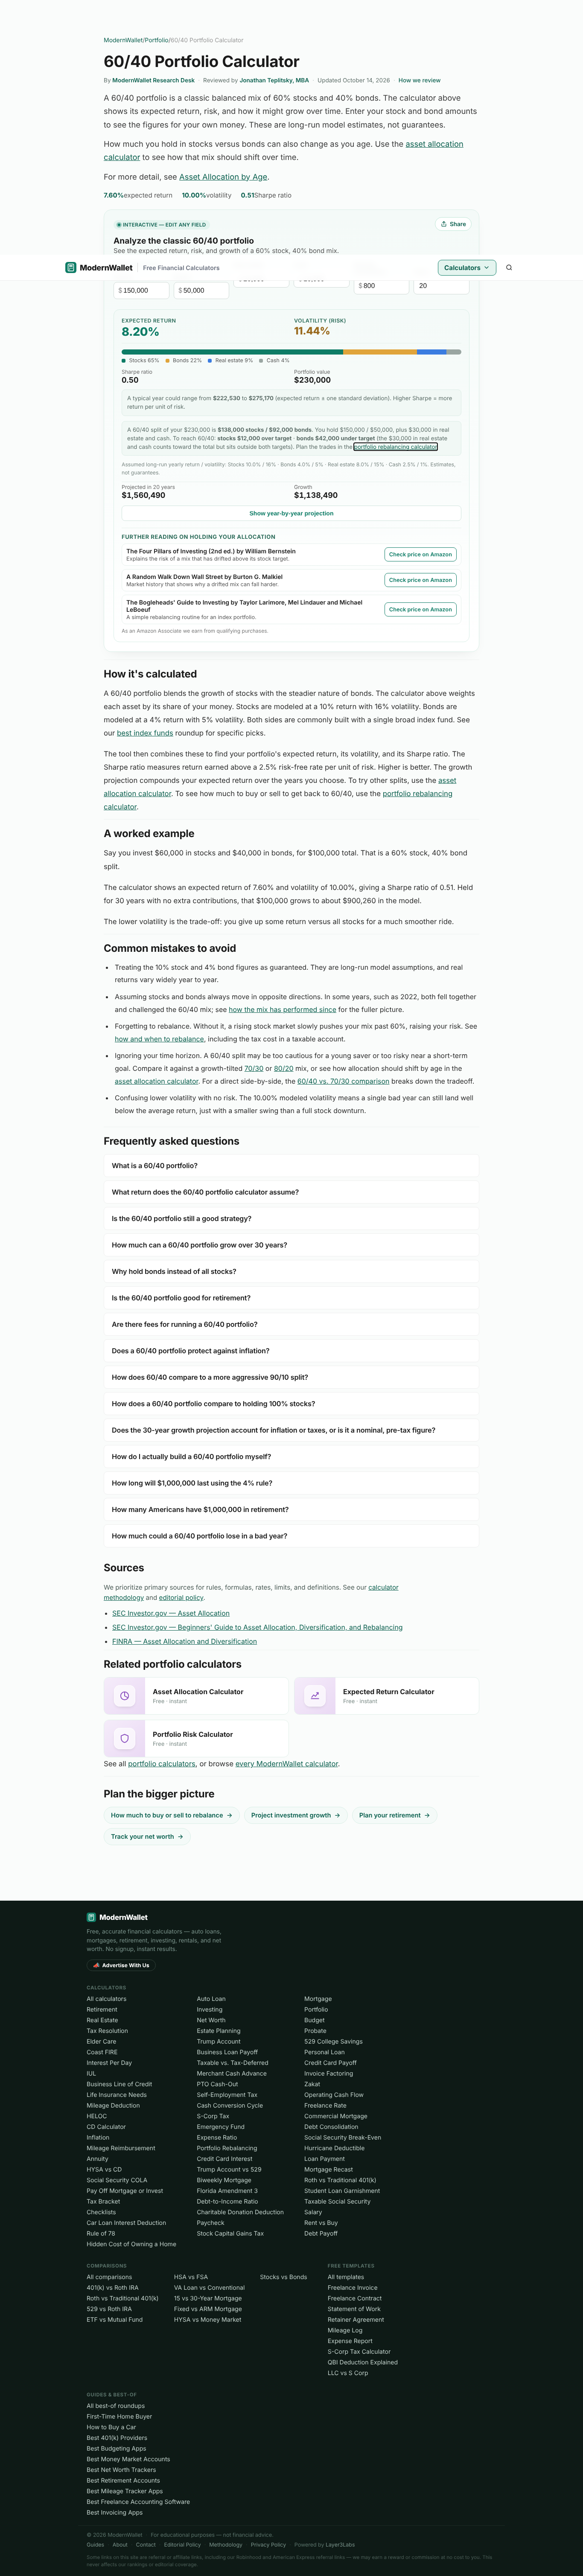 ModernWallet/Portfolio/60/40 Portfolio Calculator
60/40 Portfolio Calculator
By ModernWallet Research Desk · Reviewed by Jonathan Teplitsky, MBA · Updated October 14, 2026 · How we review
A 60/40 portfolio is a classic balanced mix of 60% stocks and 40% bonds. The calculator above
shows its expected return, risk, and how it might grow over time. Enter your stock and bond amounts
to see the figures for your own money. These are long-run model estimates, not guarantees.
How much you hold in stocks versus bonds can also change as you age. Use the asset allocation
calculator to see how that mix should shift over time.
For more detail, see Asset Allocation by Age.
7.60%expected return 10.00%volatility 0.51Sharpe ratio
INTERACTIVE — EDIT ANY FIELD
Share
Analyze the classic 60/40 portfolio
See the expected return, risk, and growth of a 60% stock, 40% bond mix.
ModernWallet
Free Financial Calculators
Calculators
$ 150,000
$ 50,000
$ 800
20
EXPECTED RETURN
8.20%
VOLATILITY (RISK)
11.44%
Stocks 65% Bonds 22% Real estate 9% Cash 4%
Sharpe ratio
0.50
Portfolio value
$230,000
A typical year could range from $222,530 to $275,170 (expected return ± one standard deviation). Higher Sharpe = more
return per unit of risk.
A 60/40 split of your $230,000 is $138,000 stocks / $92,000 bonds. You hold $150,000 / $50,000, plus $30,000 in real
estate and cash. To reach 60/40: stocks $12,000 over target · bonds $42,000 under target (the $30,000 in real estate
and cash counts toward the total but sits outside both targets). Plan the trades in the portfolio rebalancing calculator.
Assumed long-run yearly return / volatility: Stocks 10.0% / 16% · Bonds 4.0% / 5% · Real estate 8.0% / 15% · Cash 2.5% / 1%. Estimates,
not guarantees.
Projected in 20 years
$1,560,490
Growth
$1,138,490
Show year-by-year projection
FURTHER READING ON HOLDING YOUR ALLOCATION
The Four Pillars of Investing (2nd ed.) by William Bernstein
Explains the risk of a mix that has drifted above its stock target.
Check price on Amazon
A Random Walk Down Wall Street by Burton G. Malkiel
Market history that shows why a drifted mix can fall harder.
Check price on Amazon
The Bogleheads' Guide to Investing by Taylor Larimore, Mel Lindauer and Michael
LeBoeuf
A simple rebalancing routine for an index portfolio.
Check price on Amazon
As an Amazon Associate we earn from qualifying purchases.
How it's calculated
A 60/40 portfolio blends the growth of stocks with the steadier nature of bonds. The calculator above weights
each asset by its share of your money. Stocks are modeled at a 10% return with 16% volatility. Bonds are
modeled at a 4% return with 5% volatility. Both sides are commonly built with a single broad index fund. See
our best index funds roundup for specific picks.
The tool then combines these to find your portfolio's expected return, its volatility, and its Sharpe ratio. The
Sharpe ratio measures return earned above a 2.5% risk-free rate per unit of risk. Higher is better. The growth
projection compounds your expected return over the years you choose. To try other splits, use the asset
allocation calculator. To see how much to buy or sell to get back to 60/40, use the portfolio rebalancing
calculator.
A worked example
Say you invest $60,000 in stocks and $40,000 in bonds, for $100,000 total. That is a 60% stock, 40% bond
split.
The calculator shows an expected return of 7.60% and volatility of 10.00%, giving a Sharpe ratio of 0.51. Held
for 30 years with no extra contributions, that $100,000 grows to about $900,260 in the model.
The lower volatility is the trade-off: you give up some return versus all stocks for a much smoother ride.
Common mistakes to avoid
• Treating the 10% stock and 4% bond figures as guaranteed. They are long-run model assumptions, and real
returns vary widely year to year.
• Assuming stocks and bonds always move in opposite directions. In some years, such as 2022, both fell together
and challenged the 60/40 mix; see how the mix has performed since for the fuller picture.
• Forgetting to rebalance. Without it, a rising stock market slowly pushes your mix past 60%, raising your risk. See
how and when to rebalance, including the tax cost in a taxable account.
• Ignoring your time horizon. A 60/40 split may be too cautious for a young saver or too risky near a short-term
goal. Compare it against a growth-tilted 70/30 or 80/20 mix, or see how allocation should shift by age in the
asset allocation calculator. For a direct side-by-side, the 60/40 vs. 70/30 comparison breaks down the tradeoff.
• Confusing lower volatility with no risk. The 10.00% modeled volatility means a single bad year can still land well
below the average return, just with a smaller swing than a full stock downturn.
Frequently asked questions
What is a 60/40 portfolio?
What return does the 60/40 portfolio calculator assume?
Is the 60/40 portfolio still a good strategy?
How much can a 60/40 portfolio grow over 30 years?
Why hold bonds instead of all stocks?
Is the 60/40 portfolio good for retirement?
Are there fees for running a 60/40 portfolio?
Does a 60/40 portfolio protect against inflation?
How does 60/40 compare to a more aggressive 90/10 split?
How does a 60/40 portfolio compare to holding 100% stocks?
Does the 30-year growth projection account for inflation or taxes, or is it a nominal, pre-tax figure?
How do I actually build a 60/40 portfolio myself?
How long will $1,000,000 last using the 4% rule?
How many Americans have $1,000,000 in retirement?
How much could a 60/40 portfolio lose in a bad year?
Sources
We prioritize primary sources for rules, formulas, rates, limits, and definitions. See our calculator
methodology and editorial policy.
• SEC Investor.gov — Asset Allocation
• SEC Investor.gov — Beginners' Guide to Asset Allocation, Diversification, and Rebalancing
• FINRA — Asset Allocation and Diversification
Related portfolio calculators
Asset Allocation Calculator
Free · Instant
Expected Return Calculator
Free · Instant
Portfolio Risk Calculator
Free · Instant
See all portfolio calculators, or browse every ModernWallet calculator.
Plan the bigger picture
How much to buy or sell to rebalance →
Project investment growth →
Plan your retirement →
Track your net worth →
ModernWallet
Free, accurate financial calculators — auto loans,
mortgages, retirement, investing, rentals, and net
worth. No signup, instant results.
Advertise With Us
CALCULATORS
All calculators Auto Loan Mortgage
Retirement Investing Portfolio
Real Estate Net Worth Budget
Tax Resolution Estate Planning Probate
Elder Care Trump Account 529 College Savings
Coast FIRE Business Loan Payoff Personal Loan
Interest Per Day Taxable vs. Tax-Deferred Credit Card Payoff
IUL Merchant Cash Advance Invoice Factoring
Business Line of Credit PTO Cash-Out Zakat
Life Insurance Needs Self-Employment Tax Operating Cash Flow
Mileage Deduction Cash Conversion Cycle Freelance Rate
HELOC S-Corp Tax Commercial Mortgage
CD Calculator Emergency Fund Debt Consolidation
Inflation Expense Ratio Social Security Break-Even
Mileage Reimbursement Portfolio Rebalancing Hurricane Deductible
Annuity Credit Card Interest Loan Payment
HYSA vs CD Trump Account vs 529 Mortgage Recast
Social Security COLA Biweekly Mortgage Roth vs Traditional 401(k)
Pay Off Mortgage or Invest Florida Amendment 3 Student Loan Garnishment
Tax Bracket Debt-to-Income Ratio Taxable Social Security
Checklists Charitable Donation Deduction Salary
Car Loan Interest Deduction Paycheck Rent vs Buy
Rule of 78 Stock Capital Gains Tax Debt Payoff
Hidden Cost of Owning a Home
COMPARISONS
All comparisons HSA vs FSA Stocks vs Bonds
401(k) vs Roth IRA VA Loan vs Conventional
Roth vs Traditional 401(k) 15 vs 30-Year Mortgage
529 vs Roth IRA Fixed vs ARM Mortgage
ETF vs Mutual Fund HYSA vs Money Market
FREE TEMPLATES
All templates
Freelance Invoice
Freelance Contract
Statement of Work
Retainer Agreement
Mileage Log
Expense Report
S-Corp Tax Calculator
QBI Deduction Explained
LLC vs S Corp
GUIDES & BEST-OF
All best-of roundups
First-Time Home Buyer
How to Buy a Car
Best 401(k) Providers
Best Budgeting Apps
Best Money Market Accounts
Best Net Worth Trackers
Best Retirement Accounts
Best Mileage Tracker Apps
Best Freelance Accounting Software
Best Invoicing Apps
© 2026 ModernWallet · For educational purposes — not financial advice.
Guides · About · Contact · Editorial Policy · Methodology · Privacy Policy · Powered by Layer3Labs
Some links on this site are referral or affiliate links, including our Robinhood and American Express referral links — we may earn a reward or commission at no cost to you. This
never affects our rankings or editorial coverage.